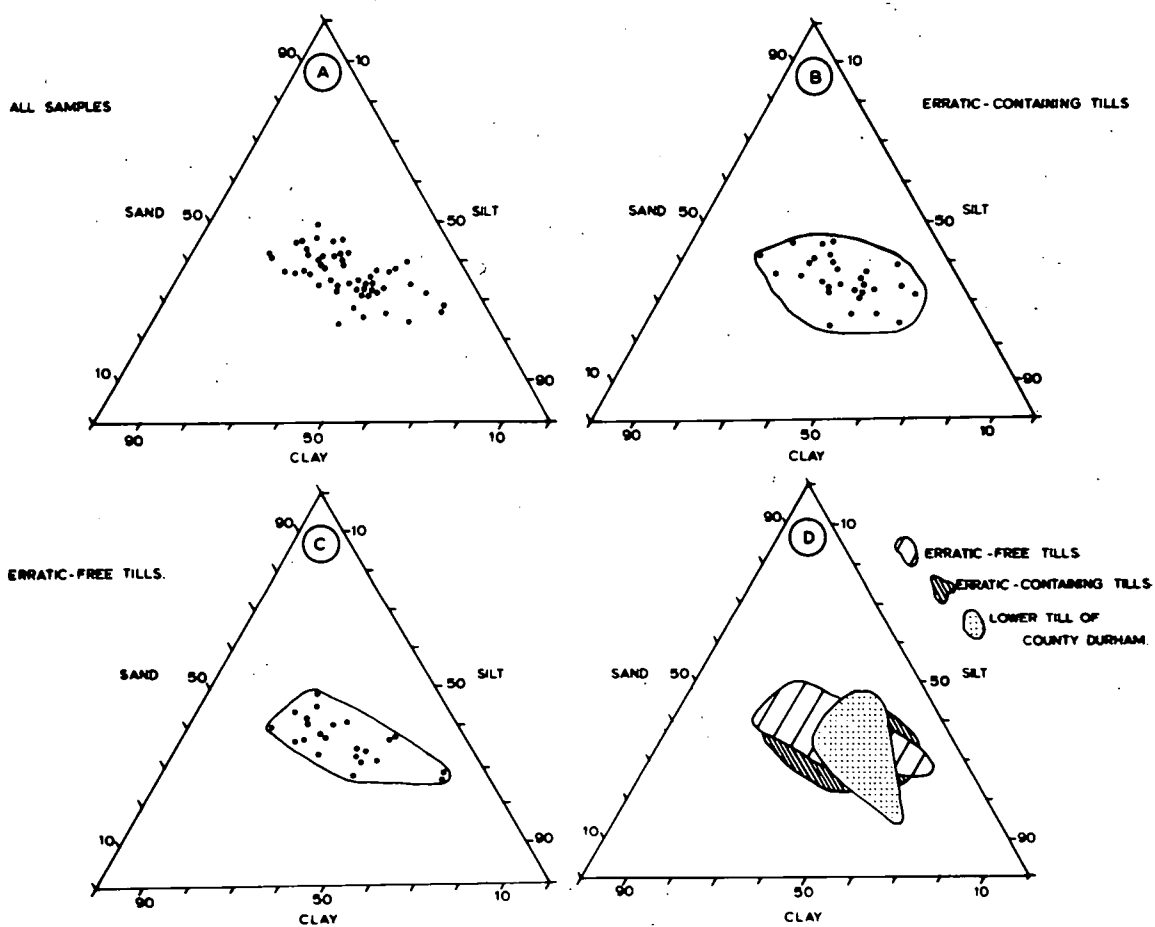 A
90
10
ALL SAMPLES
SAND 50
50 SILT
10
90
90
50
10
CLAY
B
90
10
ERRATIC-CONTAINING TILLS
SAND 50
50 SILT
10
90
90
50
10
CLAY
C
90
10
ERRATIC-FREE TILLS.
SAND 50
50 SILT
10
90
90
50
10
CLAY
D
90
10
ERRATIC-FREE TILLS
ERRATIC-CONTAINING TILLS
LOWER TILL OF
COUNTY DURHAM.
SAND 50
50 SILT
10
90
90
50
10
CLAY